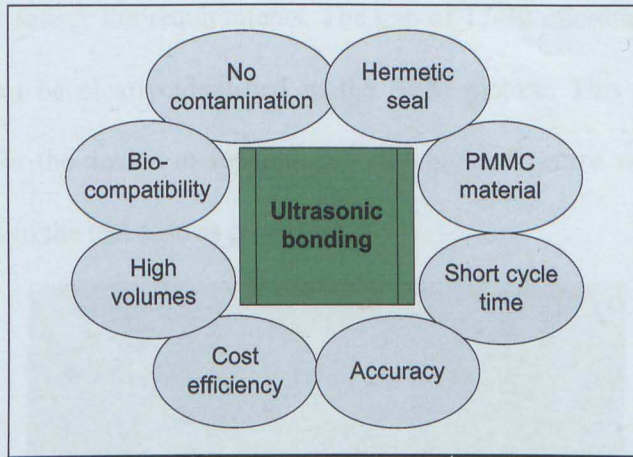 No
contamination
Hermetic
seal
Bio-
compatibility
PMMC
material
Ultrasonic
bonding
High
volumes
Short cycle
time
Cost
efficiency
Accuracy